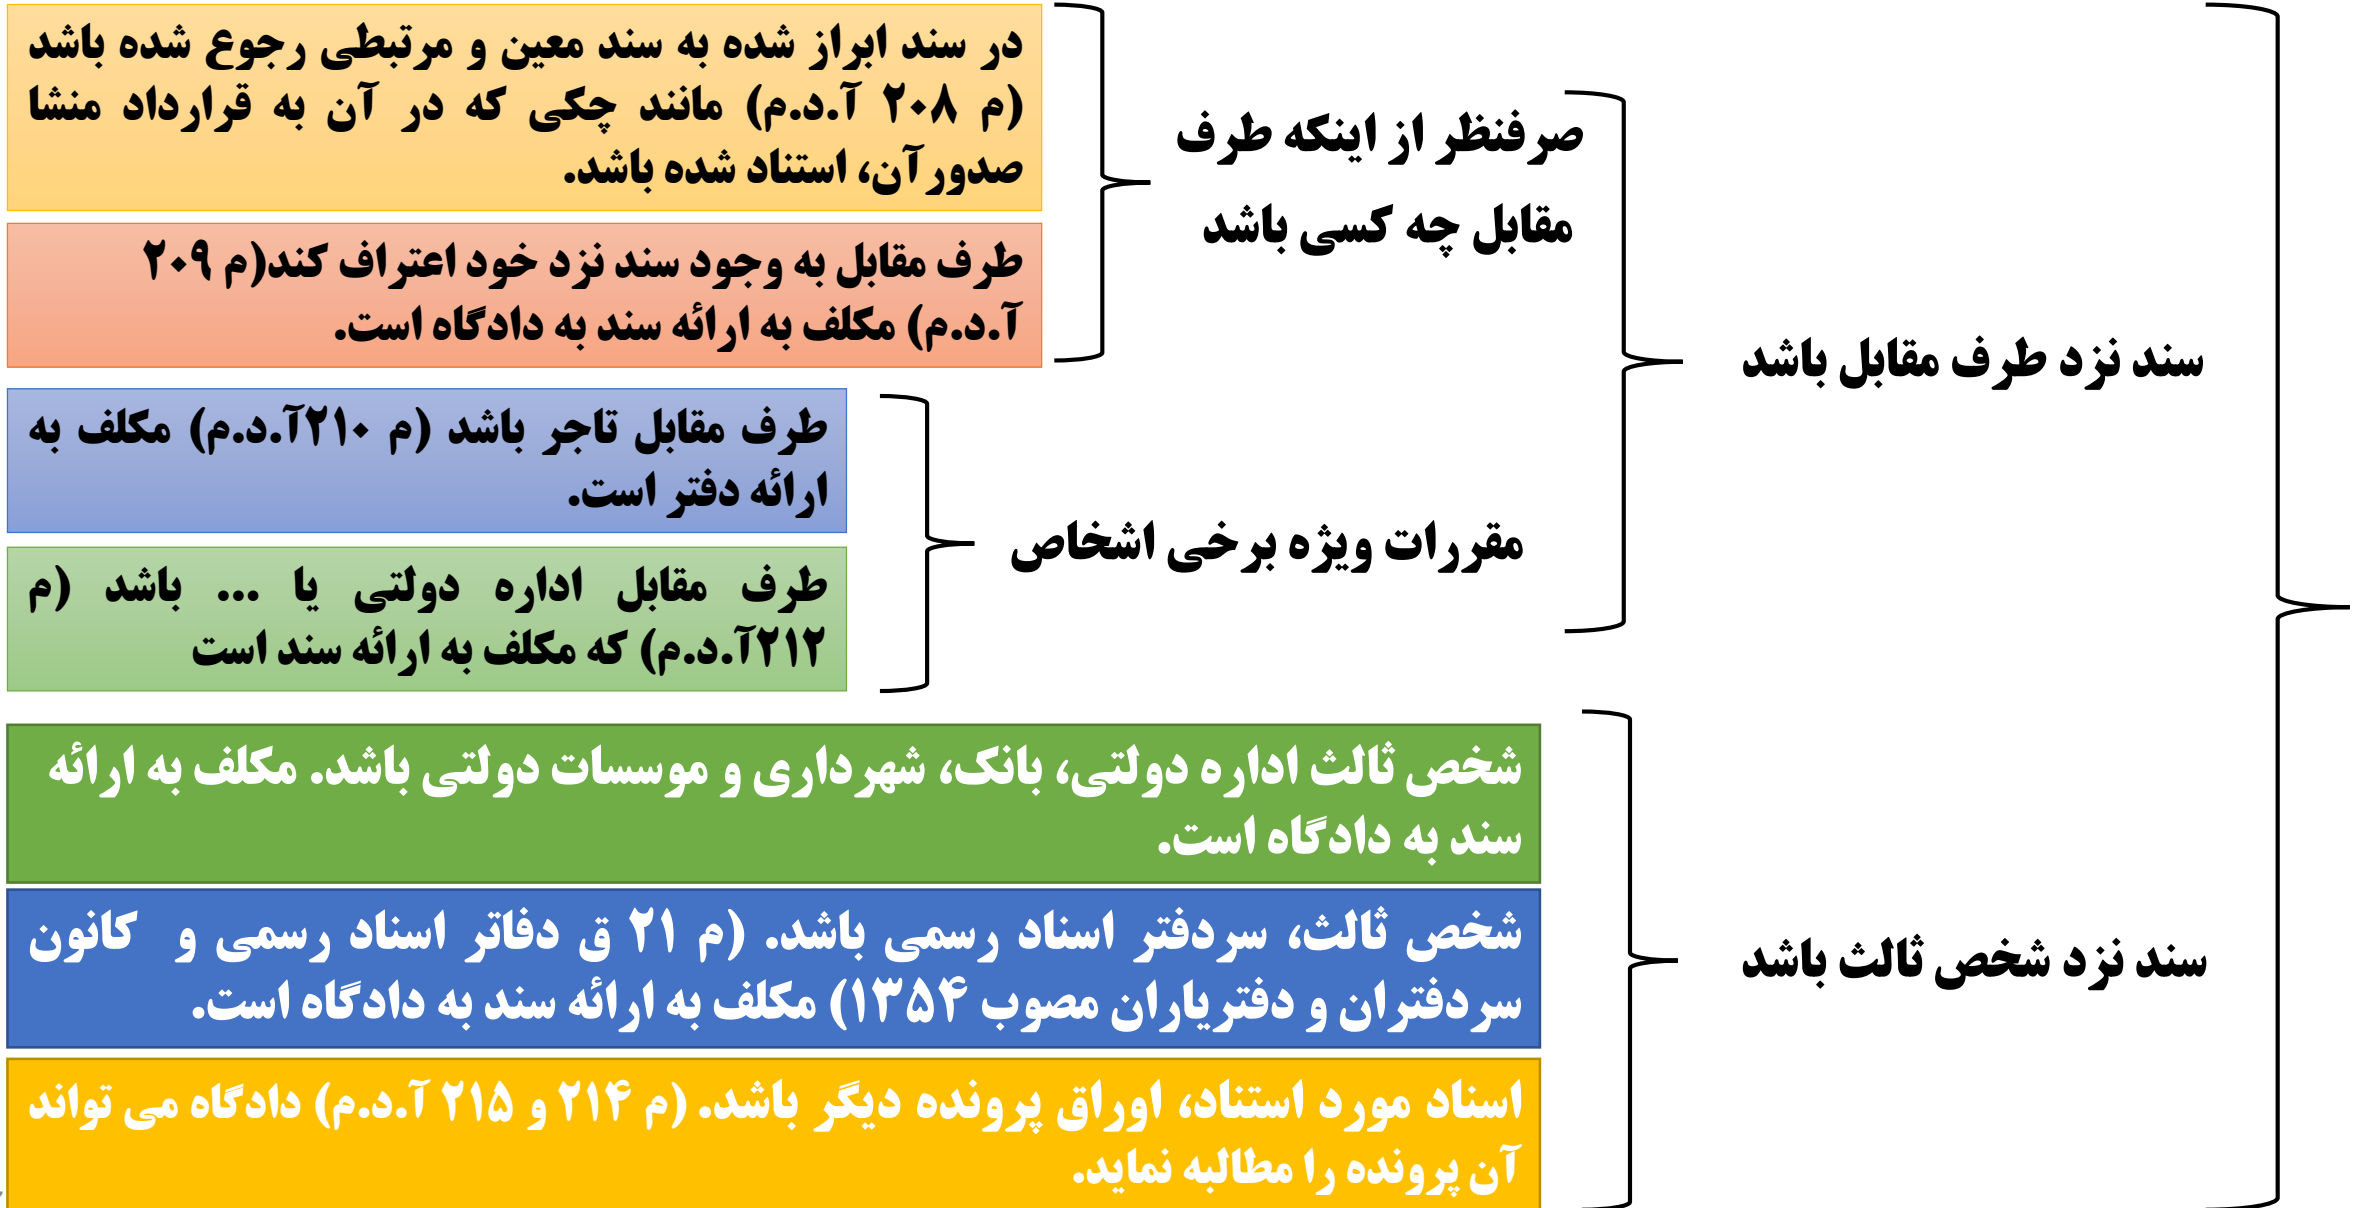 سند نزد طرف مقابل باشد
صرفنظر از اینکه طرف
مقابل چه کسی باشد
در سند ابراز شده به سند معین و مرتبطی رجوع شده باشد
(م ۲۰۸ آ.د.م) مانند چکی که در آن به قرارداد منشا
صدورآن، استناد شده باشد.
طرف مقابل به وجود سند نزد خود اعتراف کند(م ۲۰۹
آ.د.م) مکلف به ارائه سند به دادگاه است.
مقررات ویژه برخی اشخاص
طرف مقابل تاجر باشد (م ۲۱۰آ.د.م) مکلف به
ارائه دفتر است.
طرف مقابل اداره دولتی یا ... باشد (م
۲۱۲آ.د.م) که مکلف به ارائه سند است
سند نزد شخص ثالث باشد
شخص ثالث اداره دولتی، بانک، شهرداری و موسسات دولتی باشد. مکلف به ارائه
سند به دادگاه است.
شخص ثالث، سردفتر اسناد رسمی باشد. (م ۲۱ ق دفاتر اسناد رسمی و کانون
سردفتران و دفتریاران مصوب ۱۳۵۴) مکلف به ارائه سند به دادگاه است.
اسناد مورد استناد، اوراق پرونده دیگر باشد. (م ۲۱۴ و ۲۱۵ آ.د.م) دادگاه می تواند
آن پرونده را مطالبه نماید.